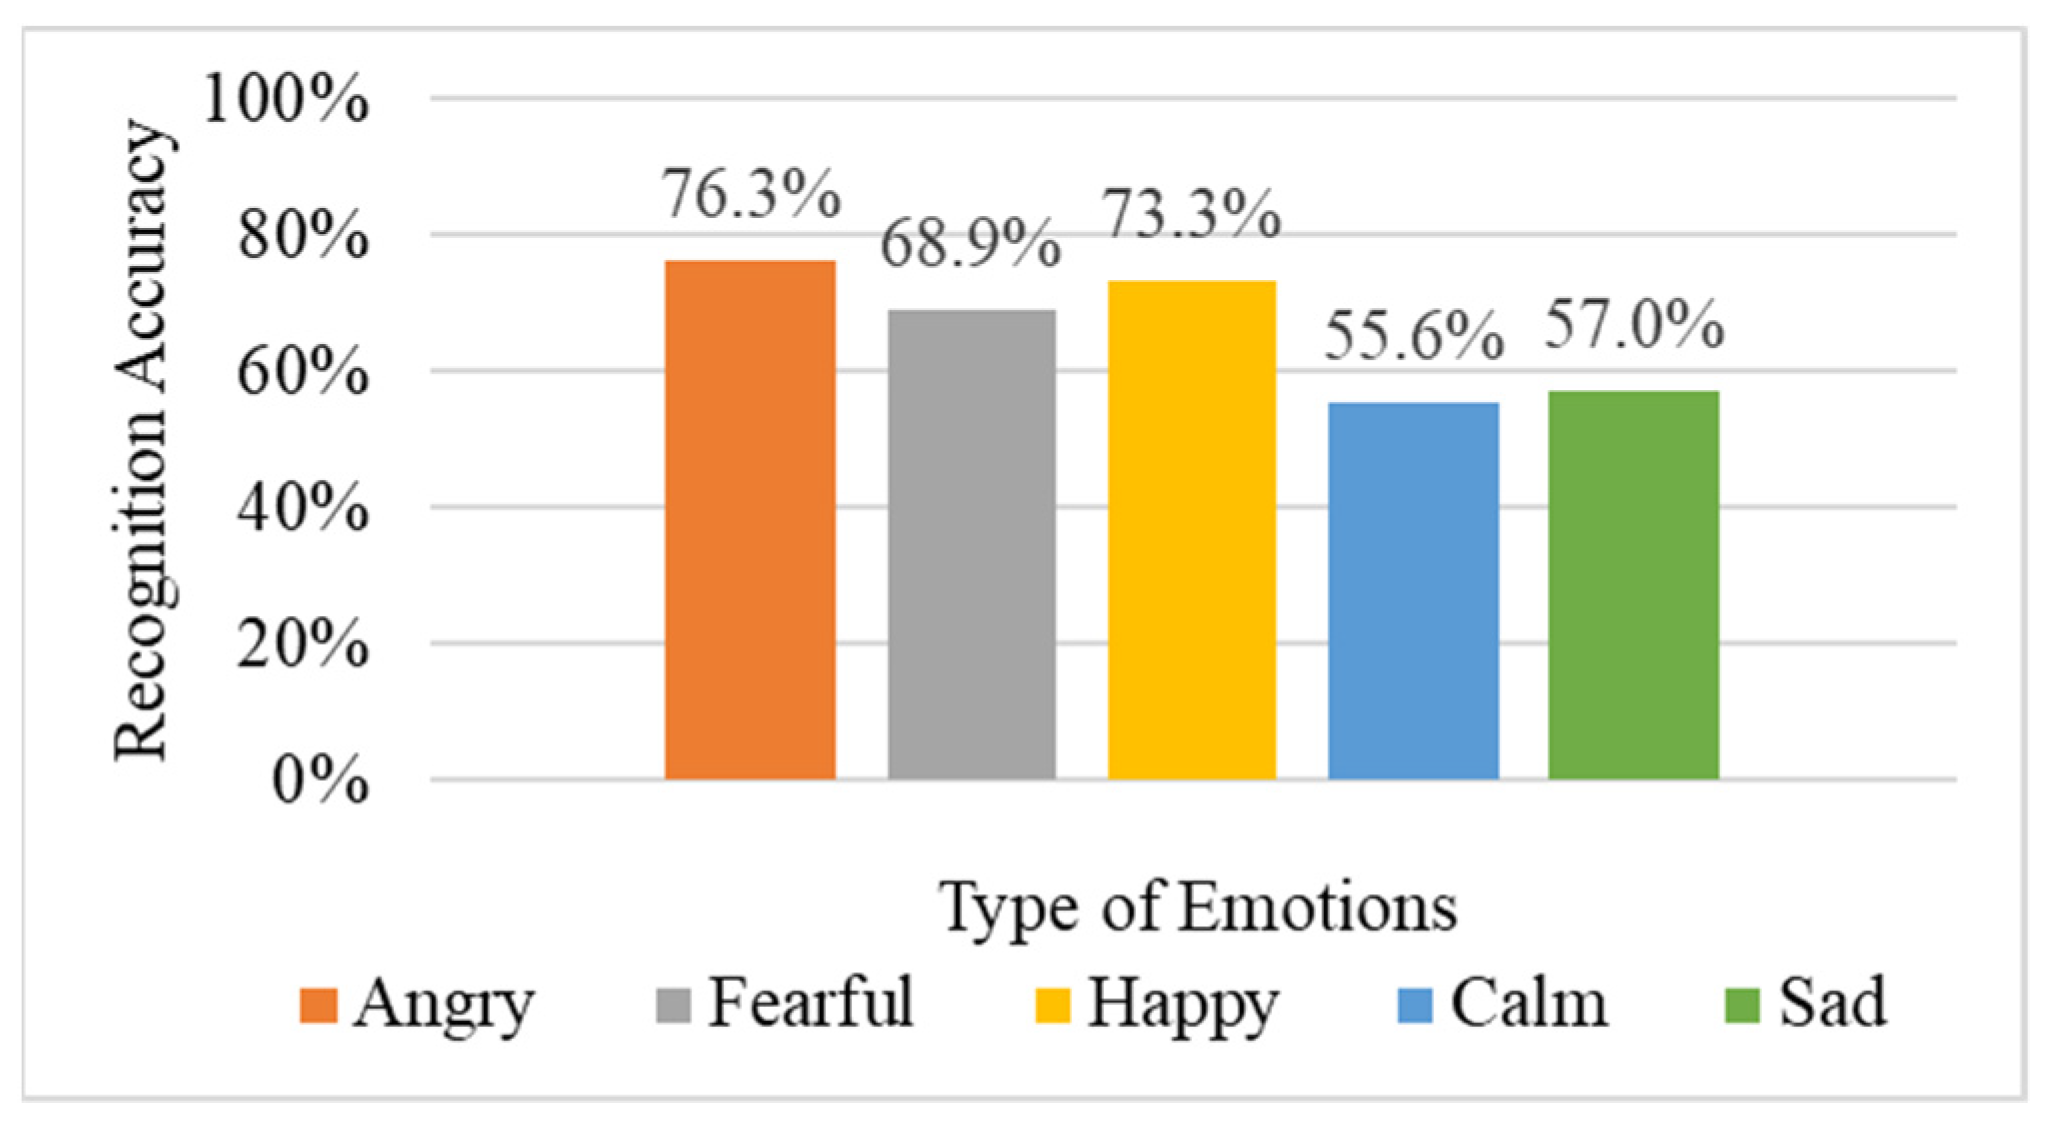 Recognition Accuracy
100%
80%
60%
40%
20%
0%
76.3%
68.9%
73.3%
55.6%
57.0%
Type of Emotions
Angry
Fearful
Happy
Calm
Sad